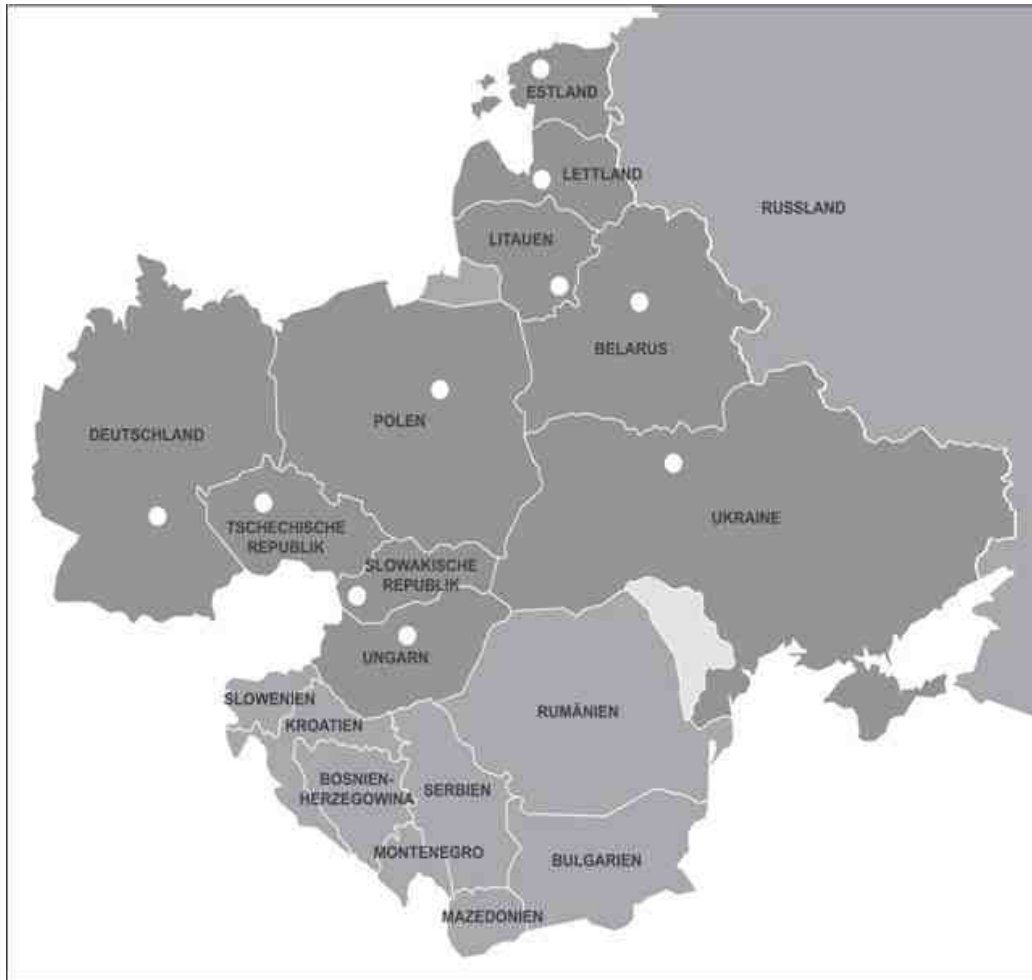 ESTLAND
LETTLAND
RUSSLAND
LITAUEN
BELARUS
POLEN
DEUTSCHLAND
UKRAINE
TSCHECHISCHE
REPUBLIK
SLOWAKISCHE
REPUBLIK
UNGARN
SLOWENIEN
KROATIEN
RUMÄNIEN
BOSNIEN-
HERZEGOWINA
SERBIEN
MONTENEGRO
BULGARIEN
MAZEDONIEN